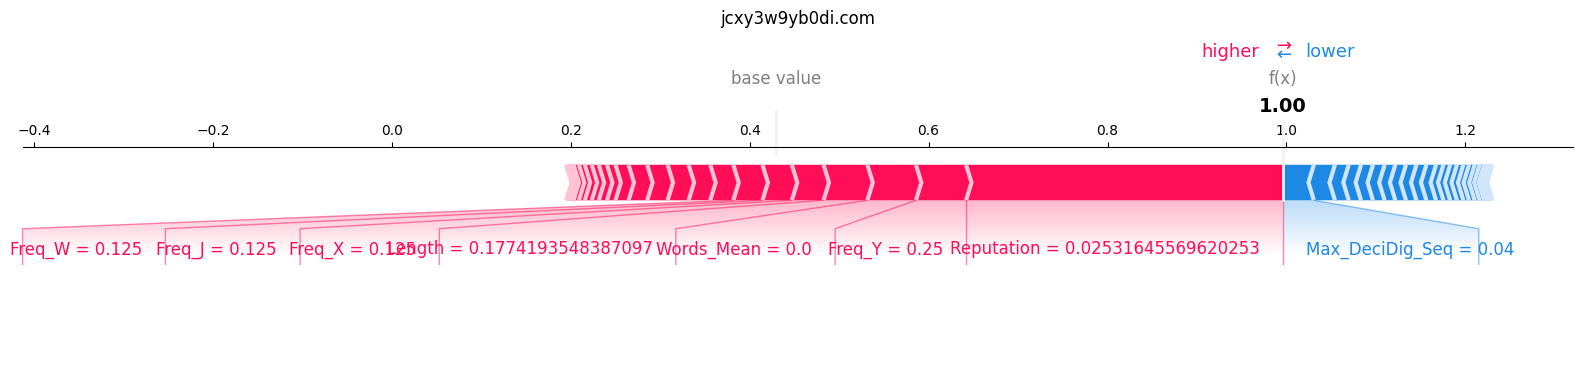 jcxy3w9yb0di.com
higher ⇄ lower
base value f(x)
1.00
−0.4 −0.2 0.0 0.2 0.4 0.6 0.8 1.0 1.2
Freq_W = 0.125 Freq_J = 0.125 Freq_X = 0.125 Length = 0.1774193548387097 Words_Mean = 0.0 Freq_Y = 0.25 Reputation = 0.02531645569620253 Max_DeciDig_Seq = 0.04